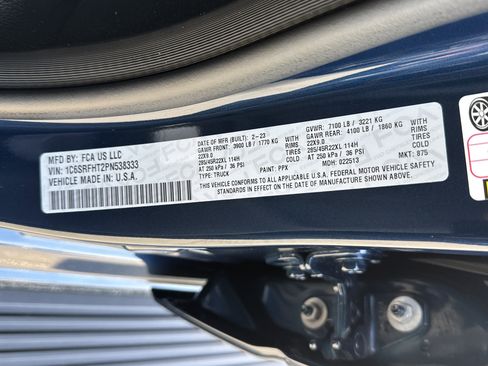 MFD BY: FCA US LLC
VIN: 1C6SRFHT2PN538333
VEHICLE MADE IN U.S.A.
DATE OF MFR (BUILT): 2-23
GAWR FRONT: 3900 LB / 1770 KG
WITH
TIRES
RIMS
285/45R22XL 114H
22X9.0
AT 250 kPa / 36 PSI
COLD
TYPE: TRUCK
PAINT: PPX
GVWR: 7100 LB / 3221 KG
GAWR REAR: 4100 LB / 1860 KG
WITH
TIRES
RIMS
285/45R22XL 114H
22X9.0
AT 250 kPa / 36 PSI
COLD
MDH: 022513
MKT: 875
THIS VEHICLE CONFORMS TO ALL APPLICABLE U.S.A. FEDERAL MOTOR VEHICLE SAFETY
STANDARDS IN EFFECT ON THE DATE OF MANUFACTURE SHOWN ABOVE